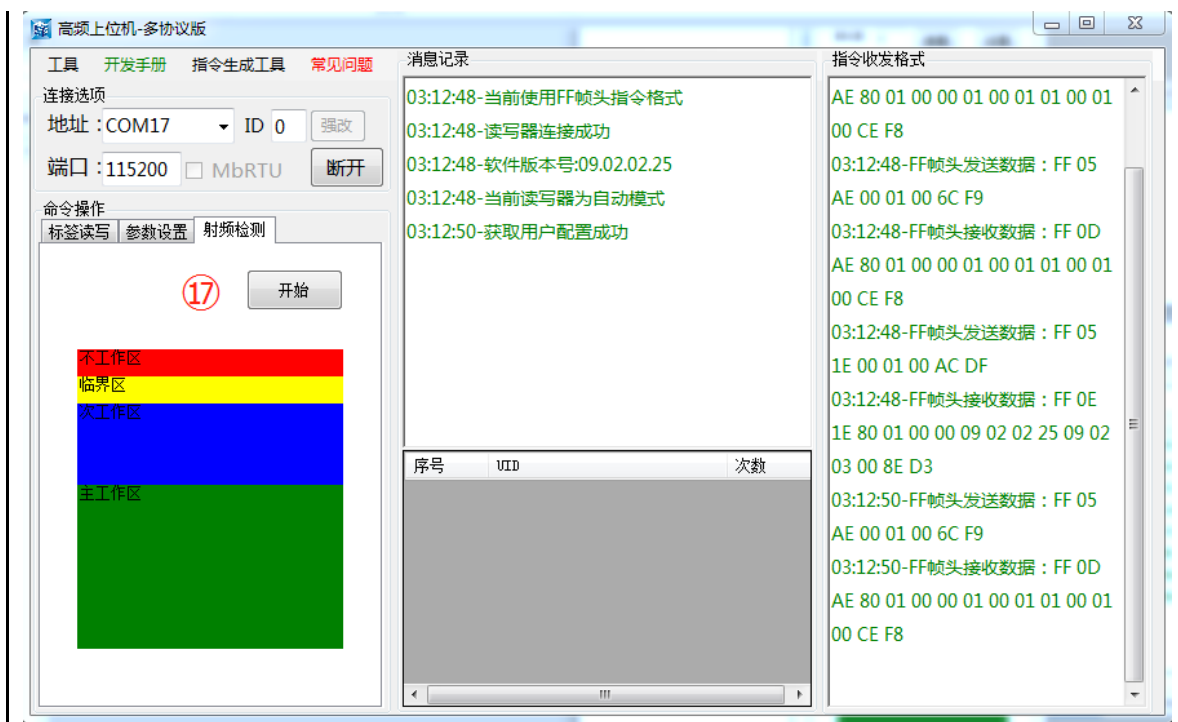 高频上位机-多协议版
工具 开发手册 指令生成工具 常见问题
连接选项
地址：COM17 ID 0 强改
端口：115200 MbRTU 断开
命令操作
标签读写 参数设置 射频检测
⑰ 开始
不工作区
临界区
次工作区
主工作区
消息记录
03:12:48-当前使用FF帧头指令格式
03:12:48-读写器连接成功
03:12:48-软件版本号:09.02.02.25
03:12:48-当前读写器为自动模式
03:12:50-获取用户配置成功
序号 UID 次数
指令收发格式
AE 80 01 00 00 01 00 01 01 00 01
00 CE F8
03:12:48-FF帧头发送数据：FF 05
AE 00 01 00 6C F9
03:12:48-FF帧头接收数据：FF 0D
AE 80 01 00 00 01 00 01 01 00 01
00 CE F8
03:12:48-FF帧头发送数据：FF 05
1E 00 01 00 AC DF
03:12:48-FF帧头接收数据：FF 0E
1E 80 01 00 00 09 02 02 25 09 02
03 00 8E D3
03:12:50-FF帧头发送数据：FF 05
AE 00 01 00 6C F9
03:12:50-FF帧头接收数据：FF 0D
AE 80 01 00 00 01 00 01 01 00 01
00 CE F8